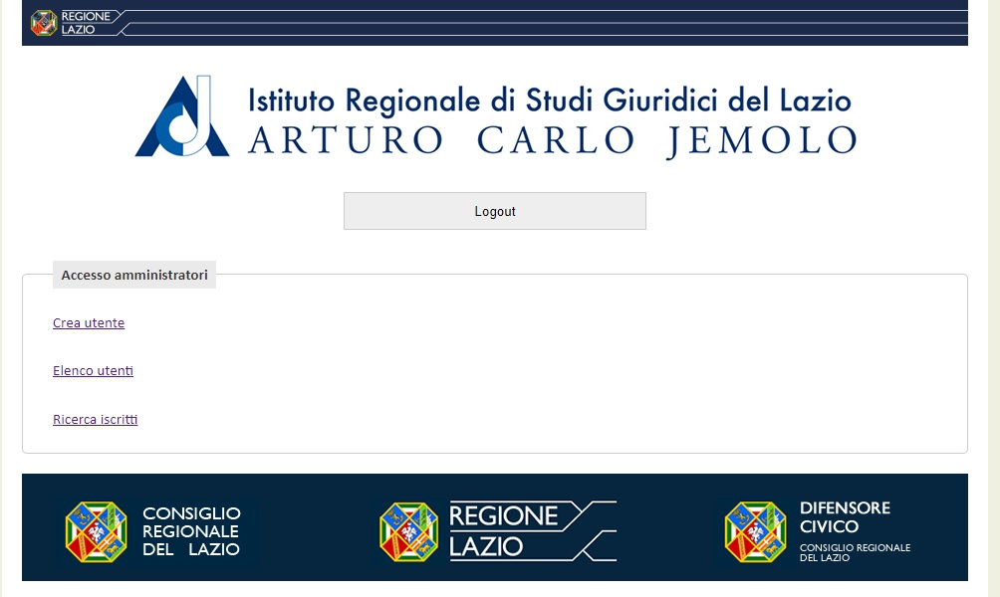 REGIONE
LAZIO
Istituto Regionale di Studi Giuridici del Lazio
ARTURO CARLO JEMOLO
Logout
Accesso amministratori
Crea utente
Elenco utenti
Ricerca iscritti
CONSIGLIO
REGIONALE
DEL LAZIO
REGIONE
LAZIO
DIFENSORE
CIVICO
CONSIGLIO REGIONALE
DEL LAZIO